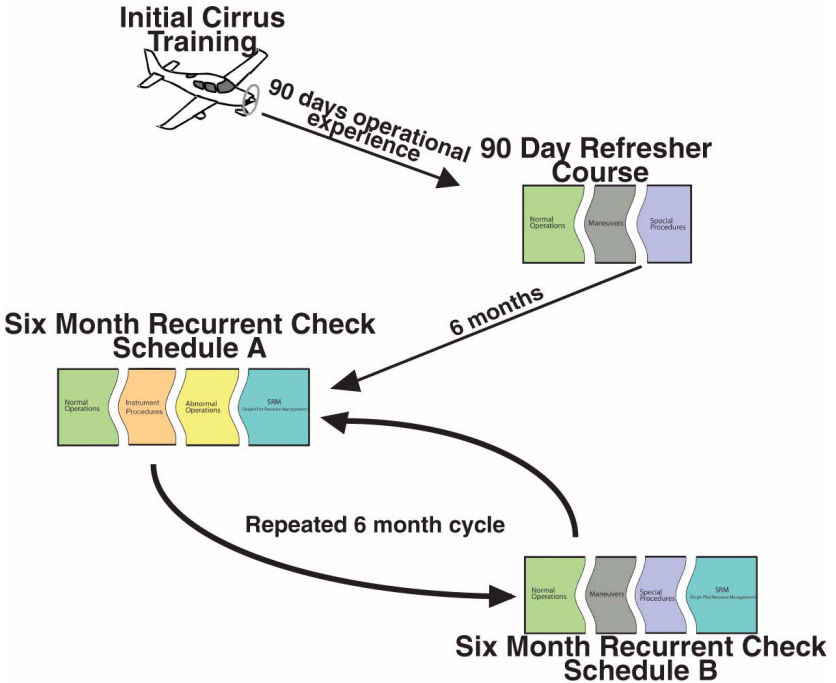 Initial Cirrus
Training
90 days operational
experience
90 Day Refresher
Course
Normal
Operations
Maneuvers
Special
Procedures
6 months
Six Month Recurrent Check
Schedule A
Normal
Operations
Instrument
Procedures
Abnormal
Operations
SRM
(Single Pilot Resource Management)
Repeated 6 month cycle
Normal
Operations
Maneuvers
Special
Procedures
SRM
(Single Pilot Resource Management)
Six Month Recurrent Check
Schedule B